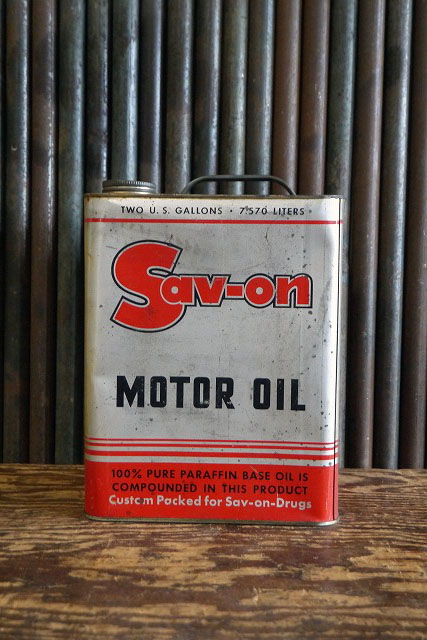 TWO U.S. GALLONS • 7.570 LITERS
Sav-on
MOTOR OIL
100% PURE PARAFFIN BASE OIL IS
COMPOUNDED IN THIS PRODUCT
Custom Packed for Sav-on-Drugs